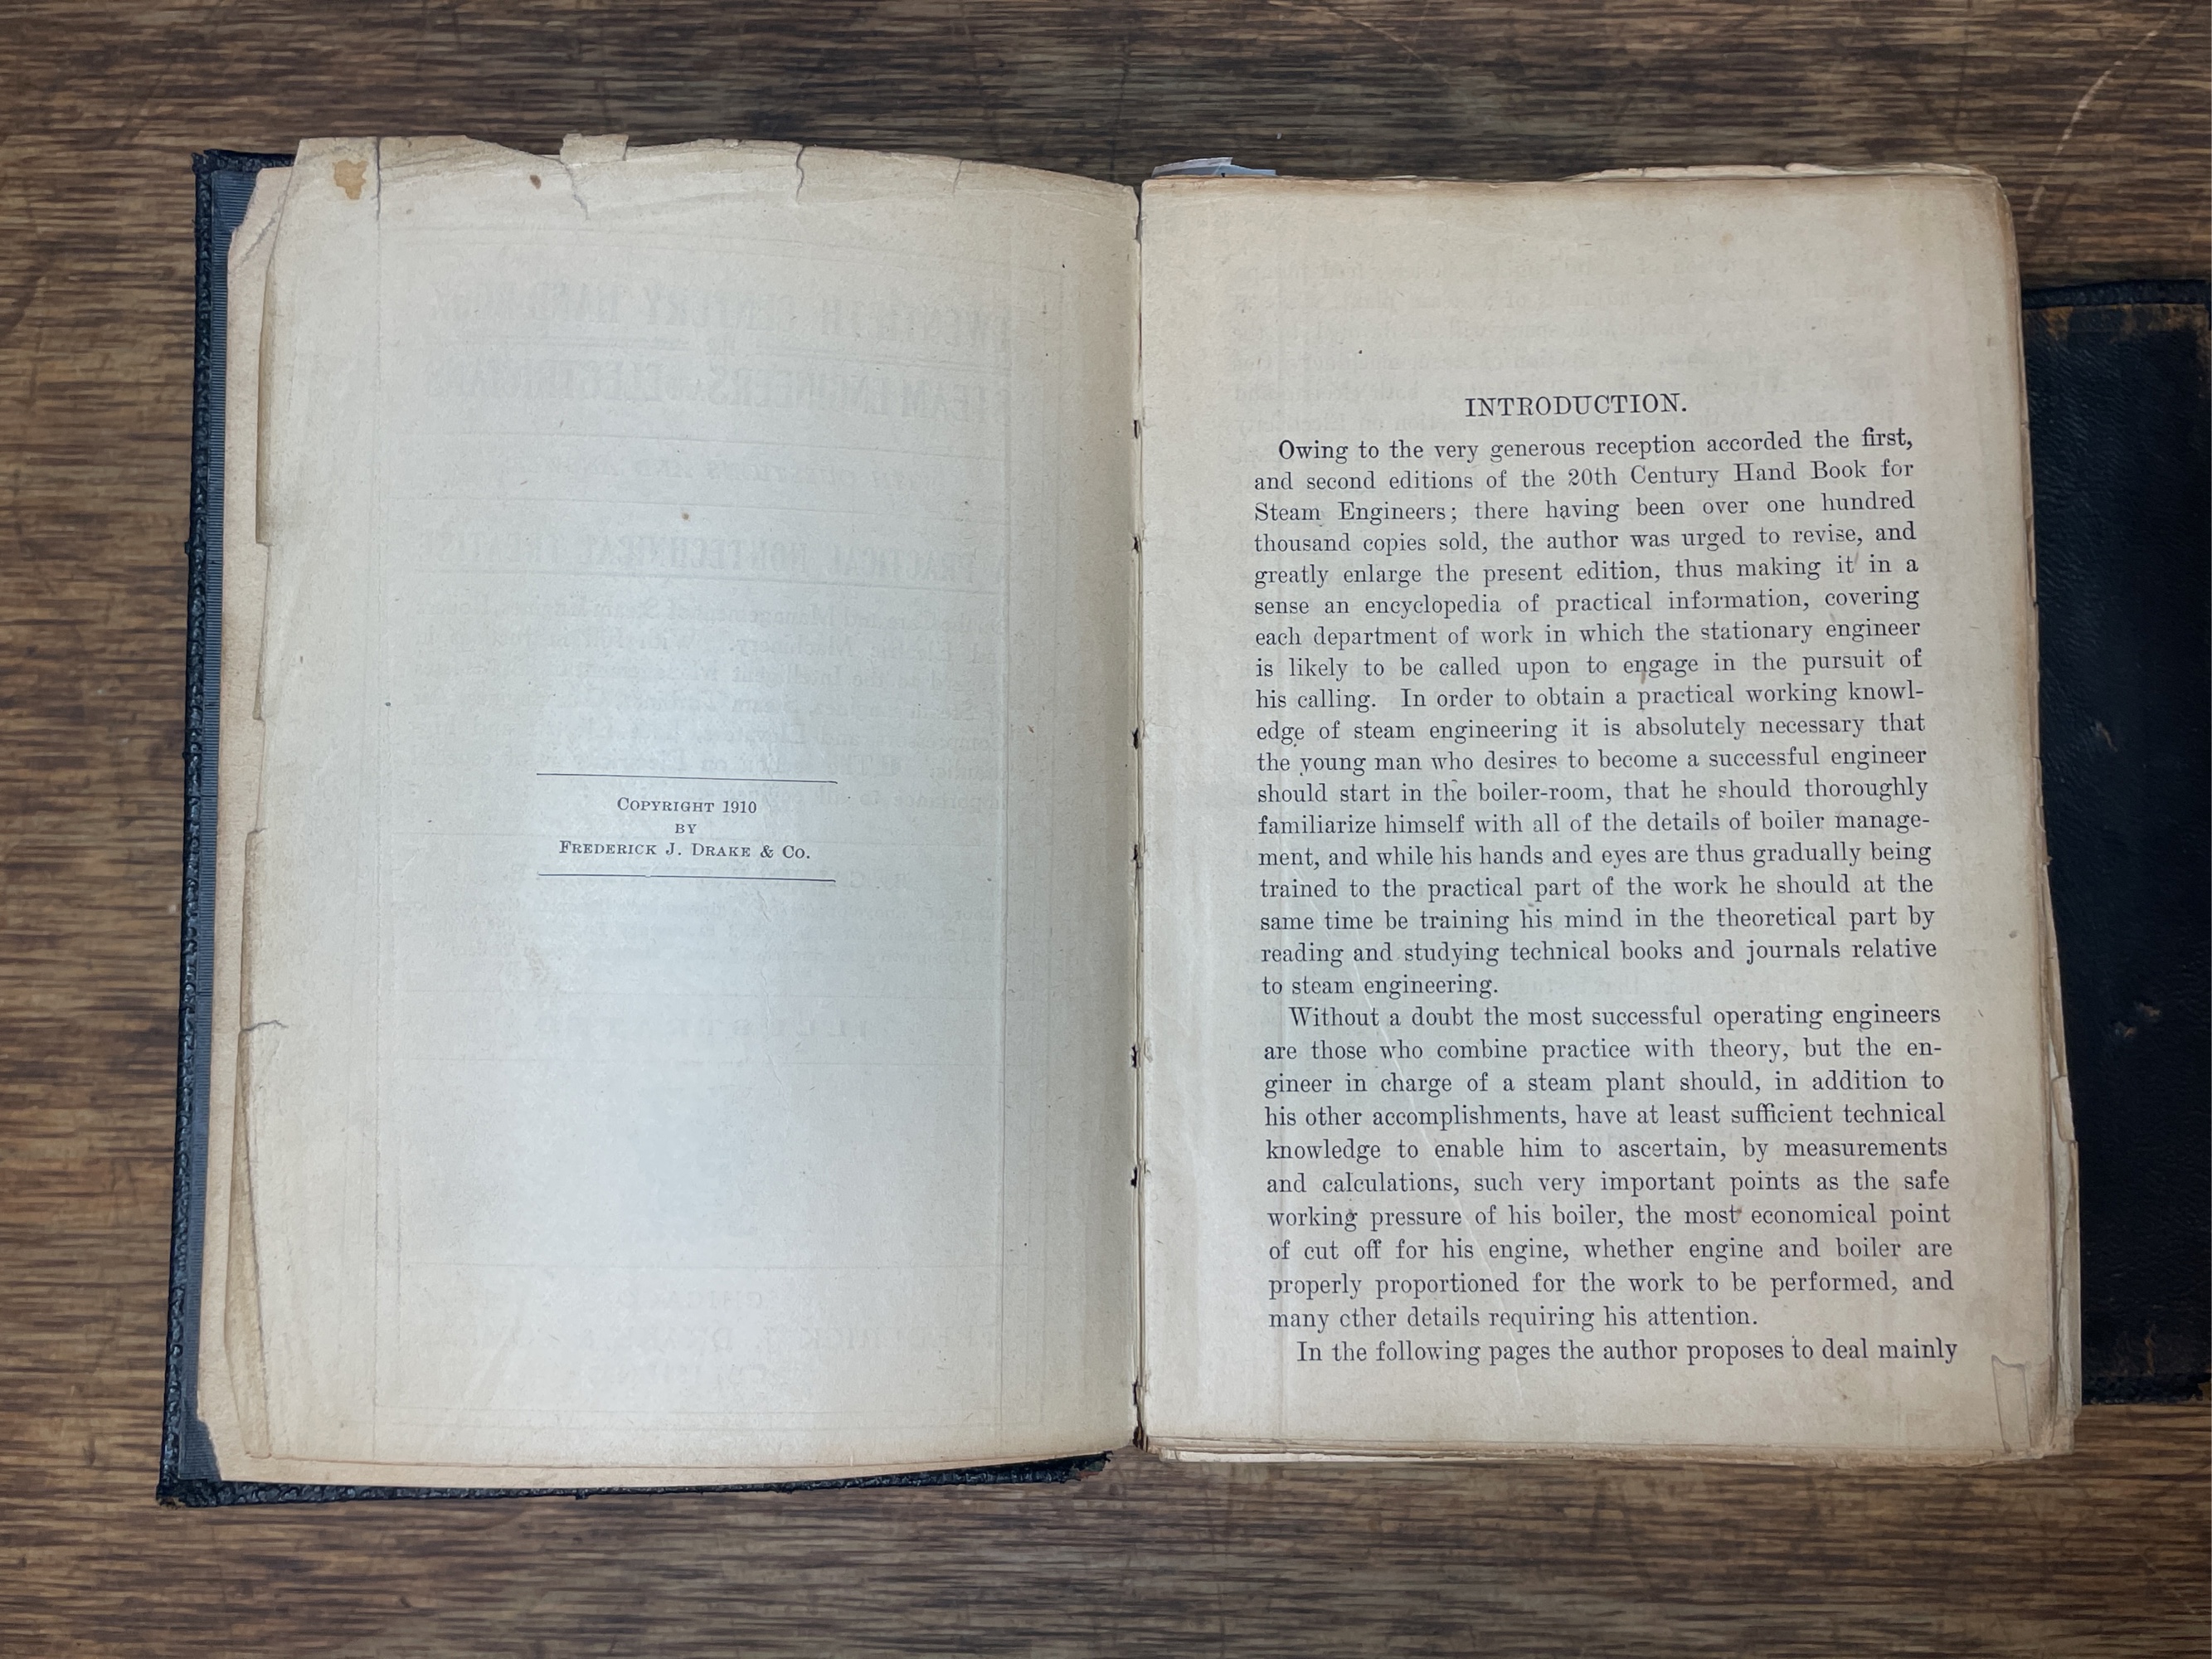 COPYRIGHT 1910
BY
FREDERICK J. DRAKE & CO.
INTRODUCTION.
Owing to the very generous reception accorded the first,
and second editions of the 20th Century Hand Book for
Steam Engineers; there having been over one hundred
thousand copies sold, the author was urged to revise, and
greatly enlarge the present edition, thus making it in a
sense an encyclopedia of practical information, covering
each department of work in which the stationary engineer
is likely to be called upon to engage in the pursuit of
his calling. In order to obtain a practical working knowl-
edge of steam engineering it is absolutely necessary that
the young man who desires to become a successful engineer
should start in the boiler-room, that he should thoroughly
familiarize himself with all of the details of boiler manage-
ment, and while his hands and eyes are thus gradually being
trained to the practical part of the work he should at the
same time be training his mind in the theoretical part by
reading and studying technical books and journals relative
to steam engineering.
Without a doubt the most successful operating engineers
are those who combine practice with theory, but the en-
gineer in charge of a steam plant should, in addition to
his other accomplishments, have at least sufficient technical
knowledge to enable him to ascertain, by measurements
and calculations, such very important points as the safe
working pressure of his boiler, the most economical point
of cut off for his engine, whether engine and boiler are
properly proportioned for the work to be performed, and
many cther details requiring his attention.
In the following pages the author proposes to deal mainly